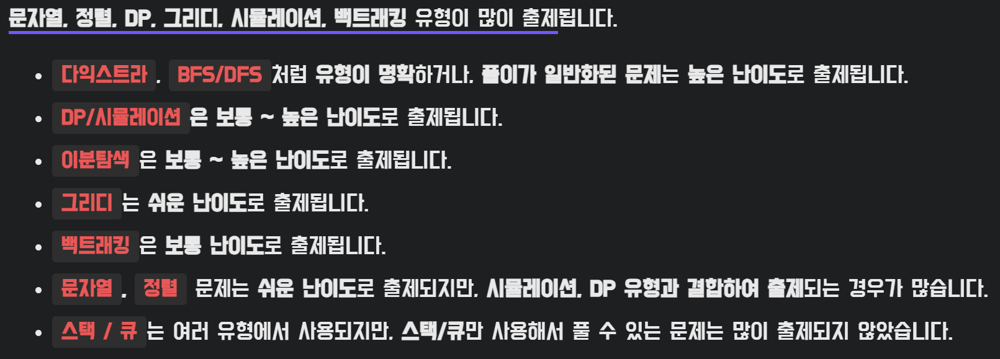 문자열, 정렬, DP, 그리디, 시뮬레이션, 백트래킹 유형이 많이 출제됩니다.
다익스트라, BFS/DFS처럼 유형이 명확하거나, 풀이가 일반화된 문제는 높은 난이도로 출제됩니다.
DP/시뮬레이션은 보통 ~ 높은 난이도로 출제됩니다.
이분탐색은 보통 ~ 높은 난이도로 출제됩니다.
그리디는 쉬운 난이도로 출제됩니다.
백트래킹은 보통 난이도로 출제됩니다.
문자열, 정렬 문제는 쉬운 난이도로 출제되지만, 시뮬레이션, DP 유형과 결합하여 출제되는 경우가 많습니다.
스택 / 큐는 여러 유형에서 사용되지만, 스택/큐만 사용해서 풀 수 있는 문제는 많이 출제되지 않았습니다.